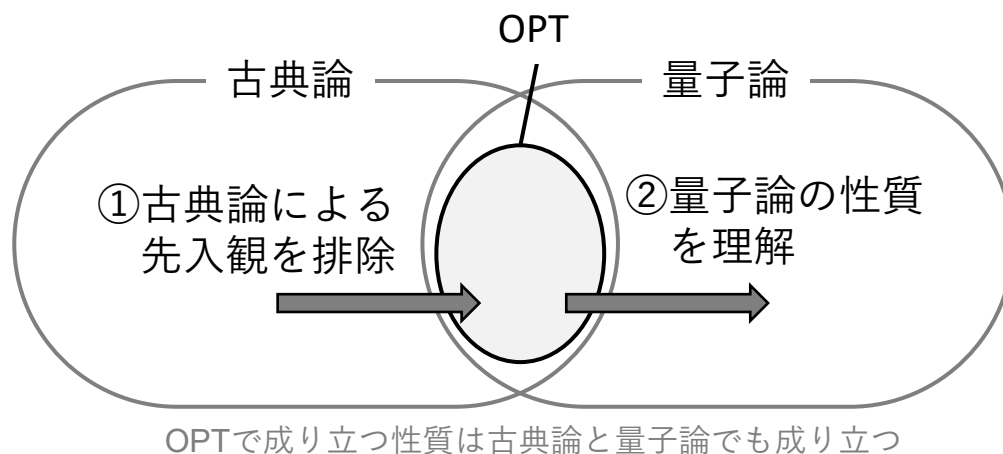 OPT
古典論
量子論
①古典論による
先入観を排除
②量子論の性質
を理解
OPTで成り立つ性質は古典論と量子論でも成り立つ